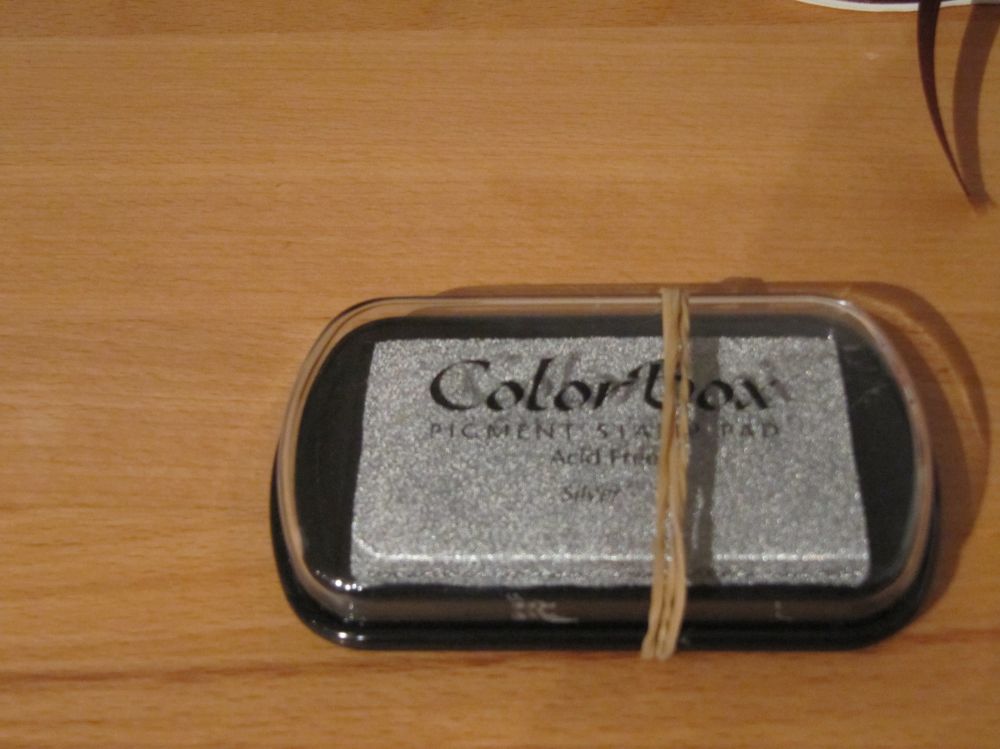 Colorbox
PIGMENT STAMP PAD
Acid Free
Silver